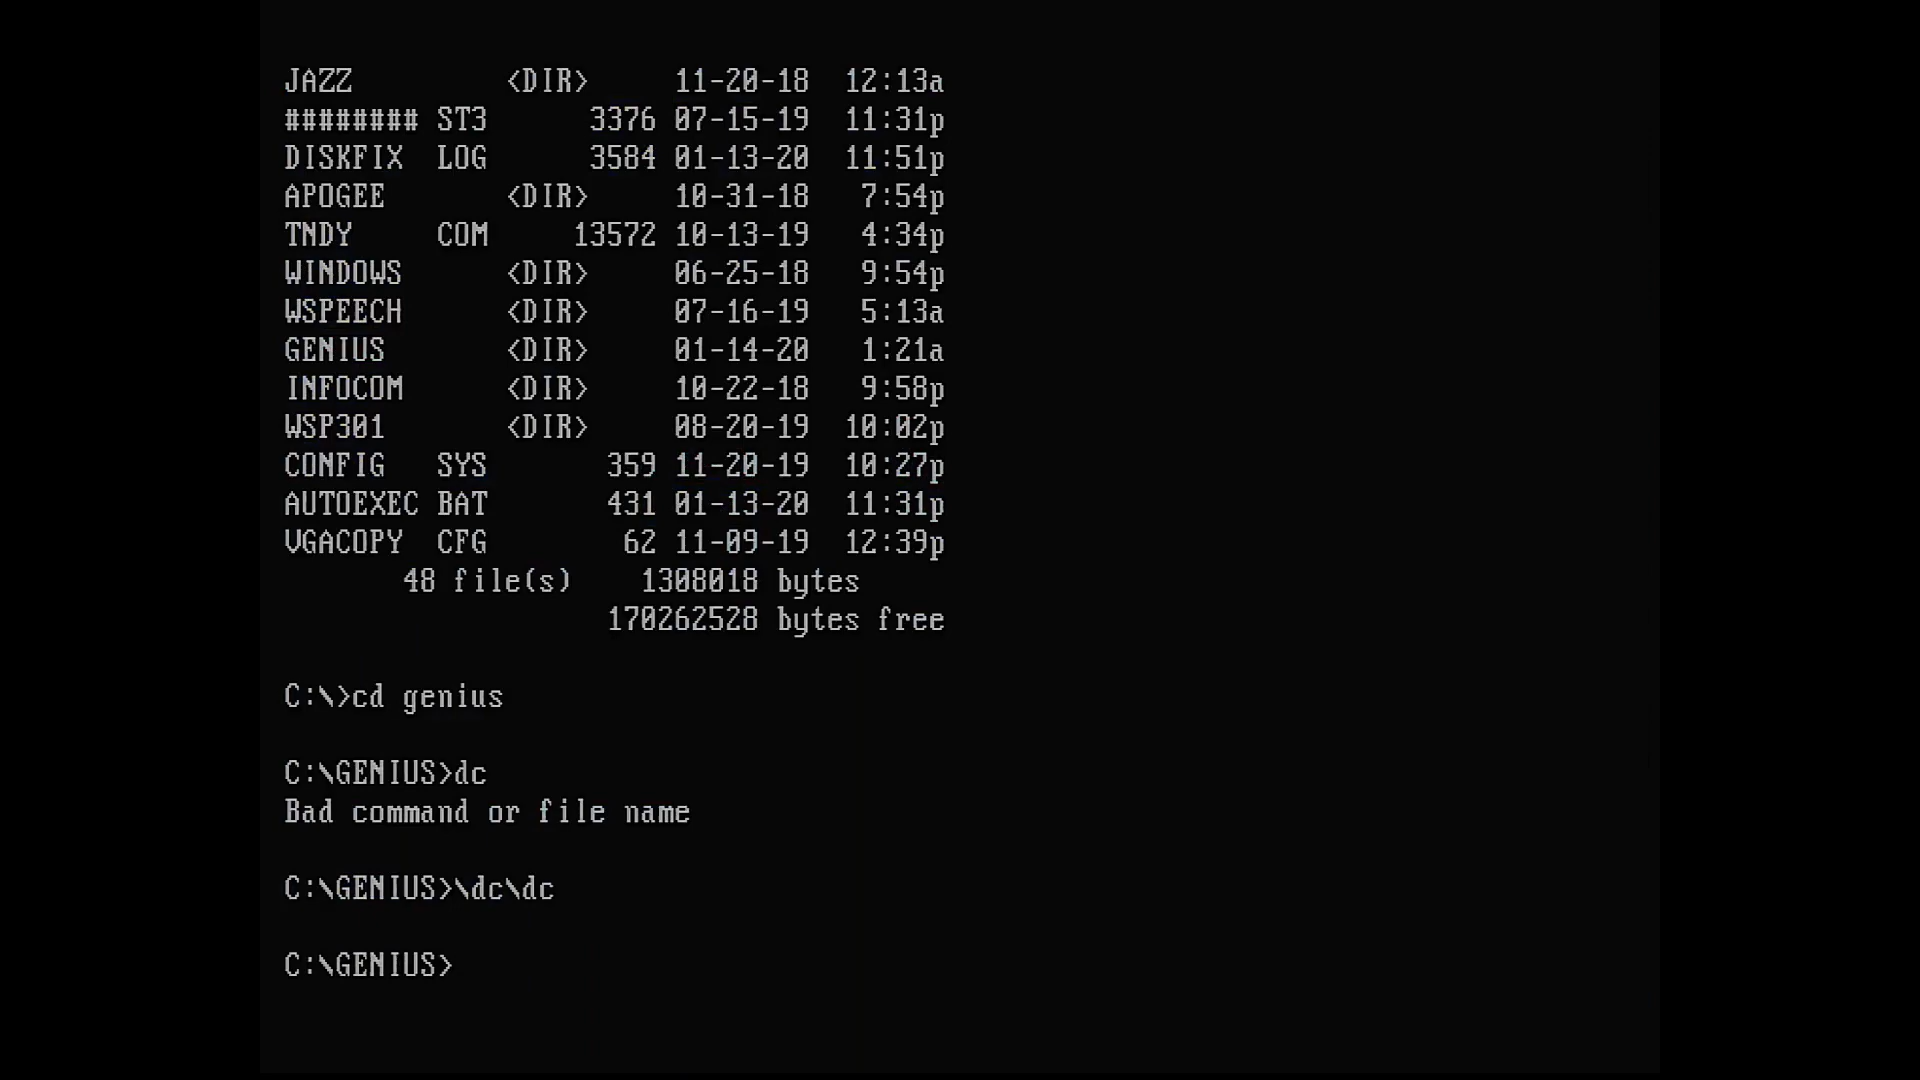 JAZZ         <DIR>     11-20-18  12:13a
######## ST3      3376 07-15-19  11:31p
DISKFIX  LOG      3584 01-13-20  11:51p
APOGEE       <DIR>     10-31-18   7:54p
TNDY     COM     13572 10-13-19   4:34p
WINDOWS      <DIR>     06-25-18   9:54p
WSPEECH      <DIR>     07-16-19   5:13a
GENIUS       <DIR>     01-14-20   1:21a
INFOCOM      <DIR>     10-22-18   9:58p
WSP301       <DIR>     08-20-19  10:02p
CONFIG   SYS       359 11-20-19  10:27p
AUTOEXEC BAT       431 01-13-20  11:31p
VGACOPY  CFG        62 11-09-19  12:39p
       48 file(s)    1308018 bytes
                   170262528 bytes free
C:\>cd genius
C:\GENIUS>dc
Bad command or file name
C:\GENIUS>\dc\dc
C:\GENIUS>